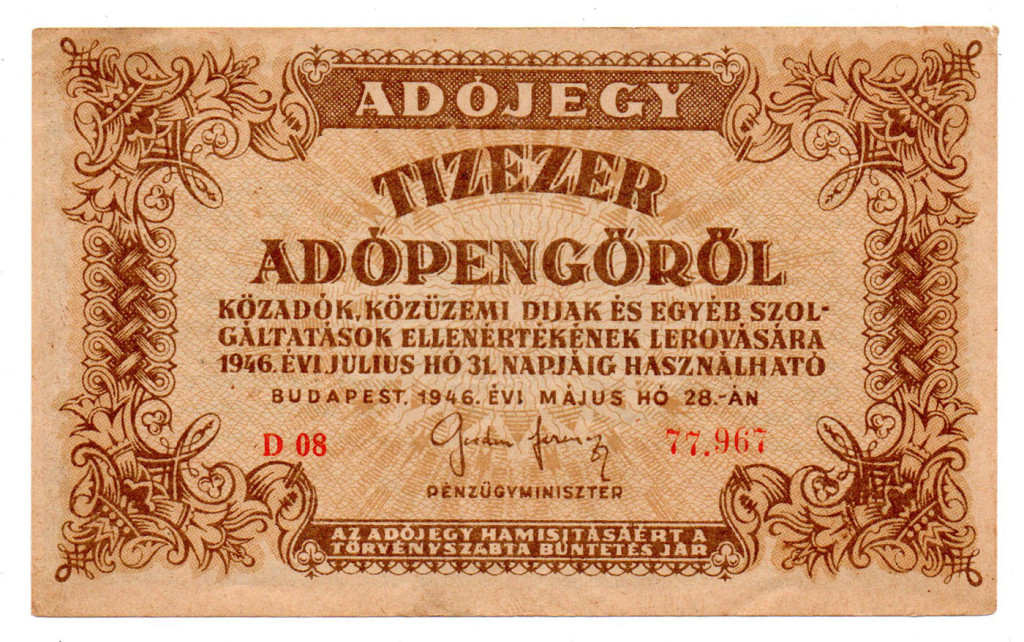 ADÓJEGY
TIZEZER
ADÓPENGŐRŐL
KÖZADÓK, KÖZÜZEMI DIJAK ÉS EGYÉB SZOL-
GÁLTATÁSOK ELLENÉRTÉKÉNEK LEROVÁSÁRA
1946. ÉVI JULIUS HÓ 31. NAPJÁIG HASZNÁLHATÓ
BUDAPEST, 1946. ÉVI MÁJUS HÓ 28.-ÁN
D 08
77.967
PÉNZÜGYMINISZTER
AZ ADÓJEGY HAMISITÁSÁÉRT A
TÖRVÉNYSZABTA BÜNTETÉS JÁR